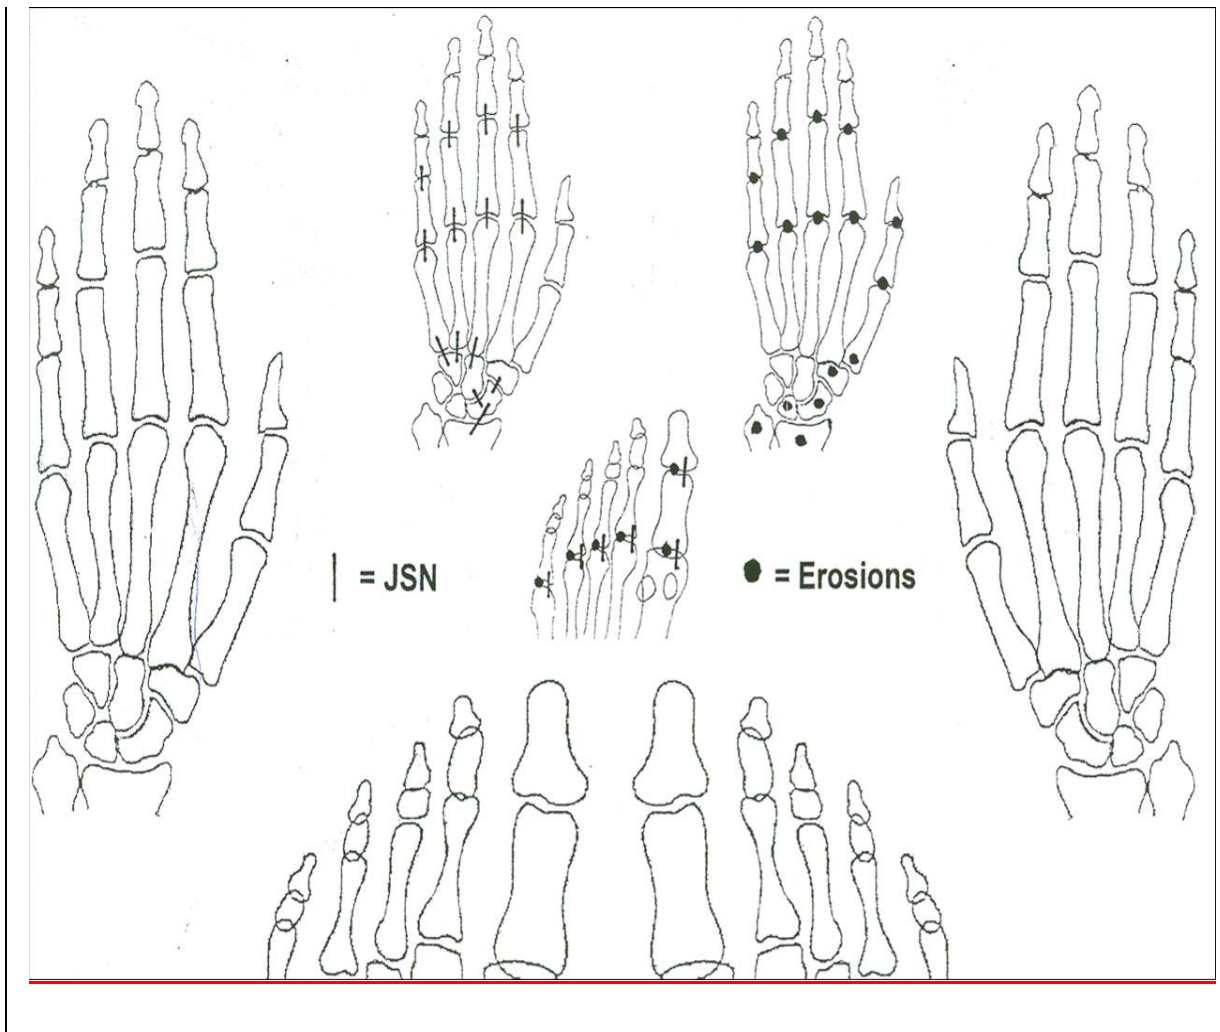 = JSN
= Erosions